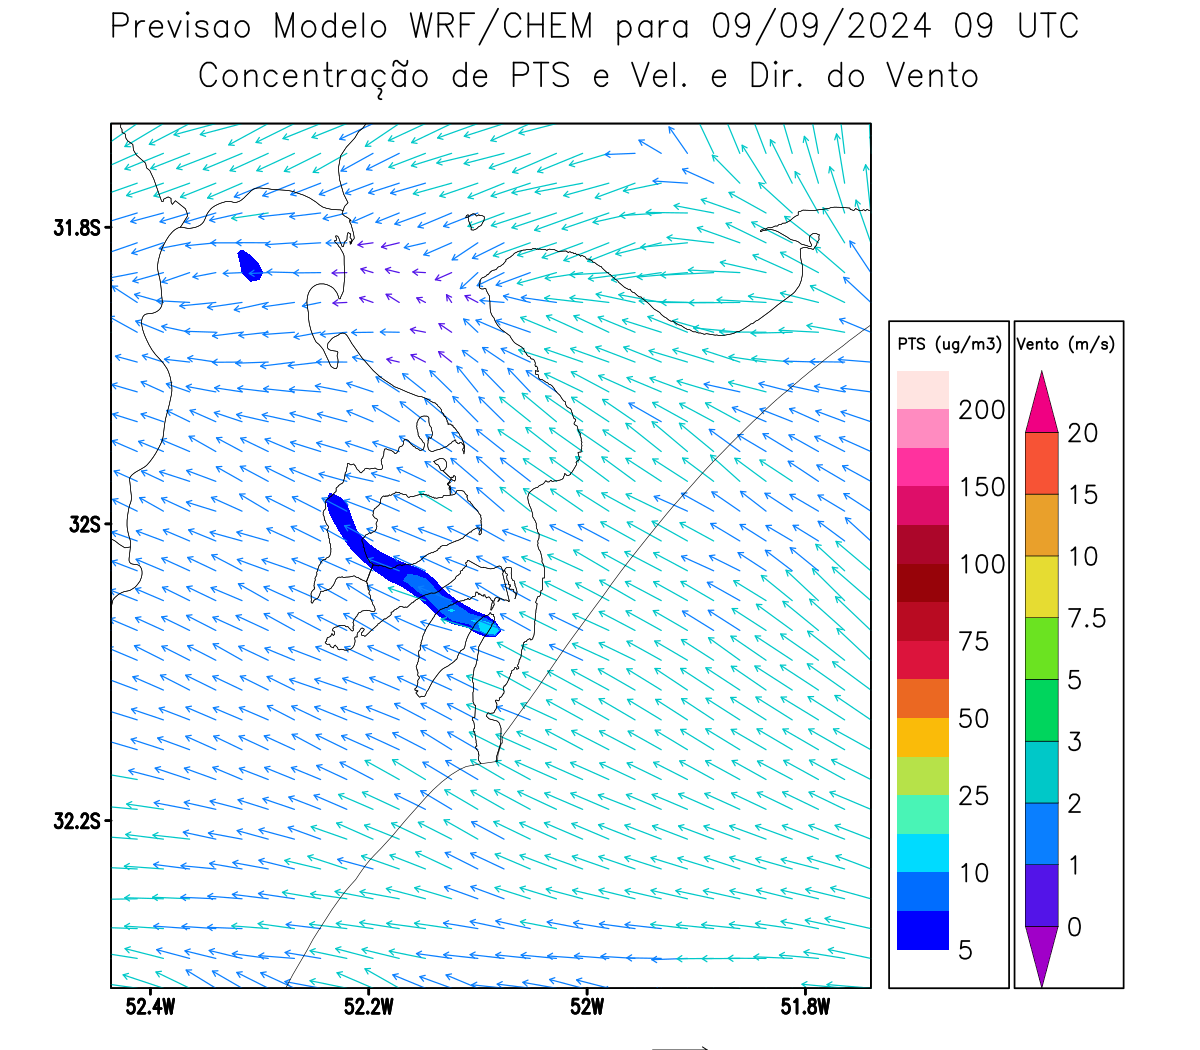 Previsao Modelo WRF/CHEM para 09/09/2024 09 UTC
Concentração de PTS e Vel. e Dir. do Vento
31.8S
32S
32.2S
52.4W 52.2W 52W 51.8W
PTS (ug/m3)
200
150
100
75
50
25
10
5
Vento (m/s)
20
15
10
7.5
5
3
2
1
0